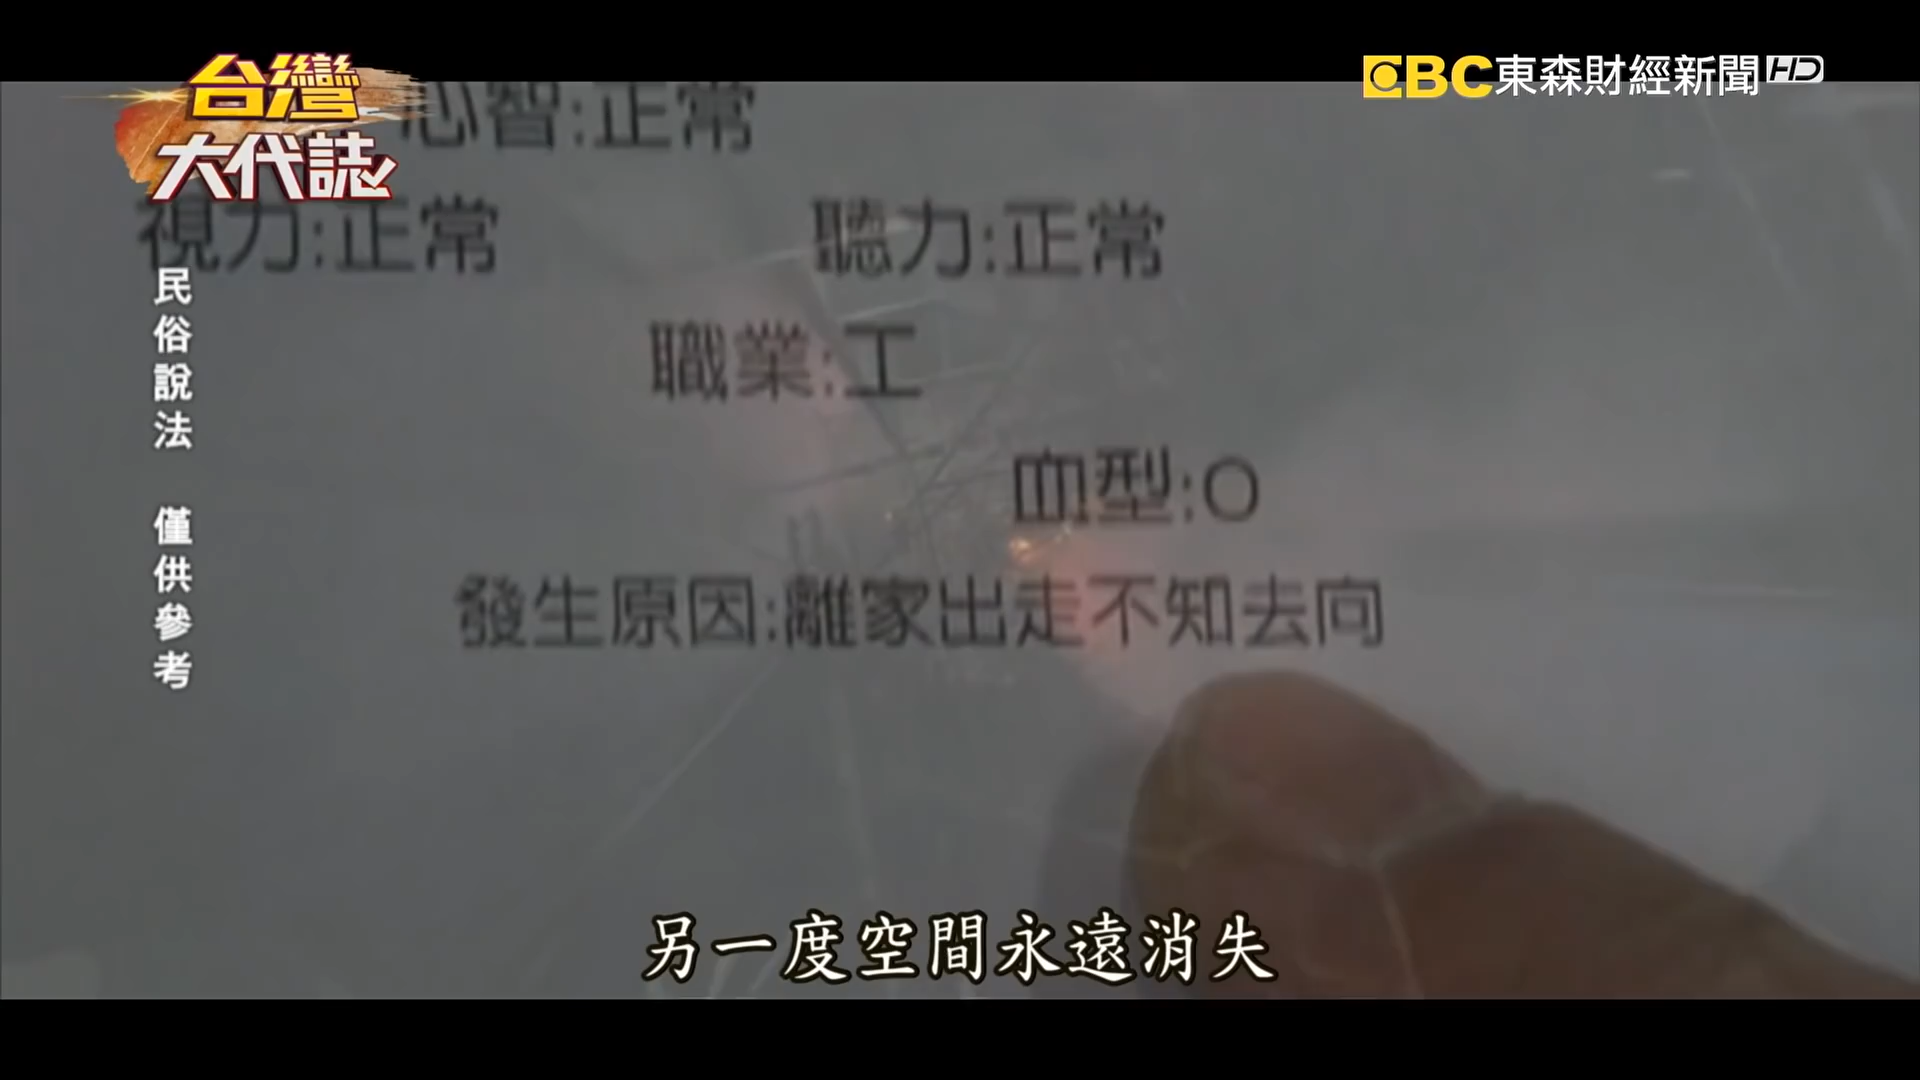 台灣
大代誌
EBC東森財經新聞HD
心智:正常
視力:正常 聽力:正常
職業:工
血型:O
發生原因:離家出走不知去向
民俗說法 僅供參考
另一度空間永遠消失